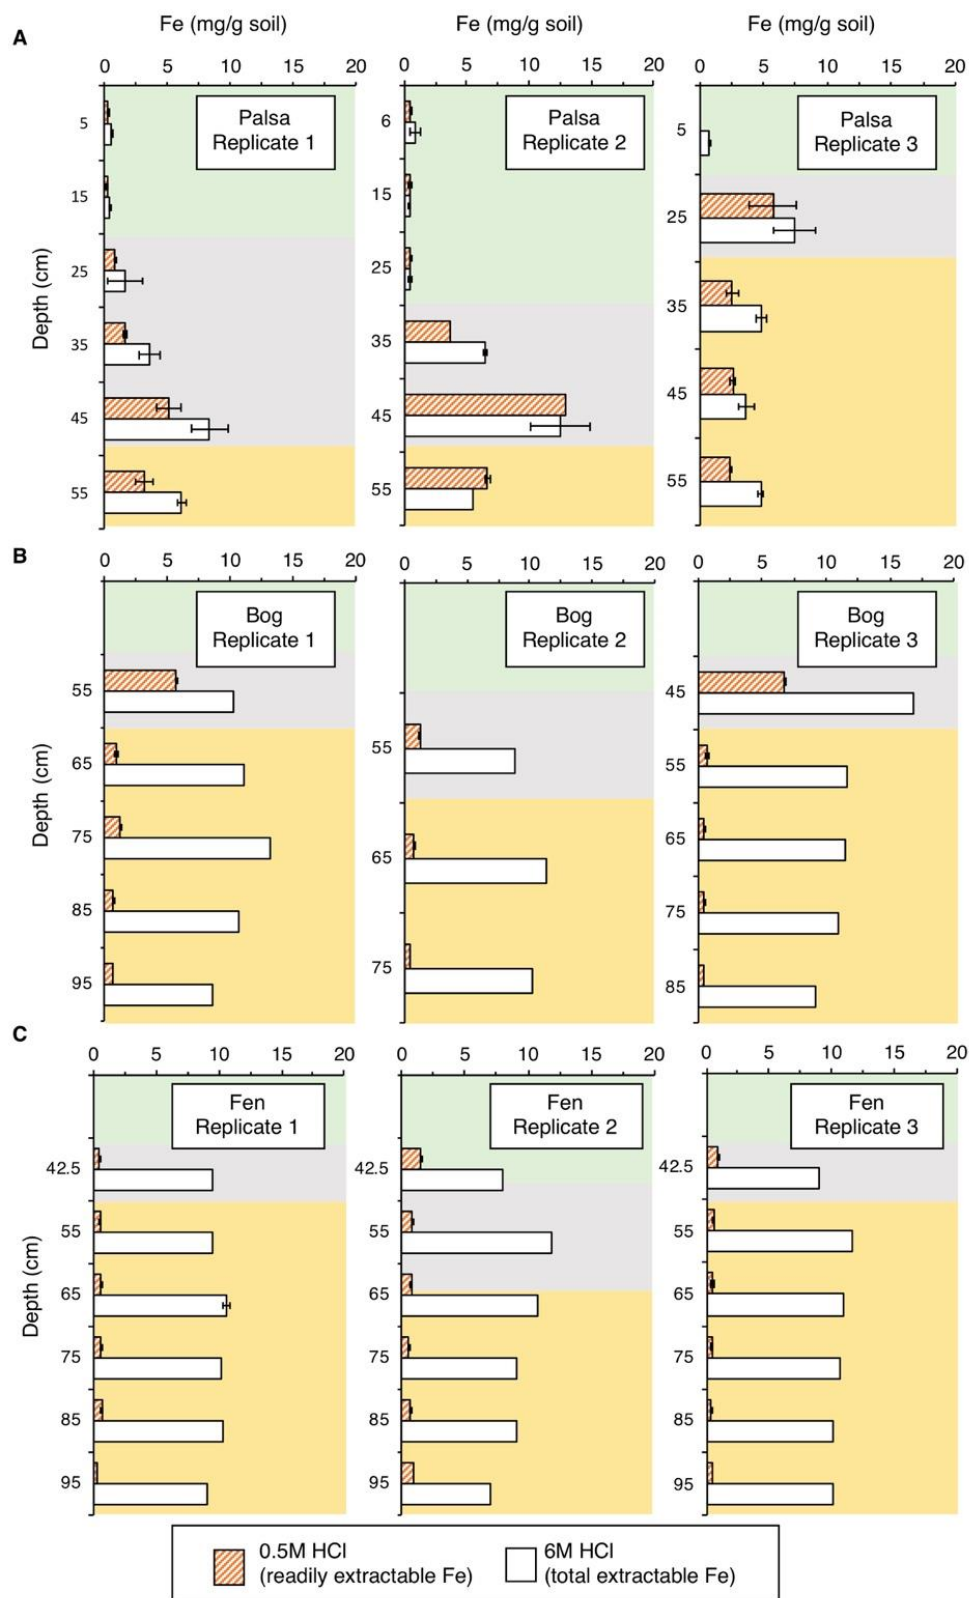 Fe (mg/g soil) Fe (mg/g soil) Fe (mg/g soil)
A
0 5 10 15 20 0 5 10 15 20 0 5 10 15 20
Palsa
Replicate 1
Palsa
Replicate 2
Palsa
Replicate 3
Depth (cm)
5
15
25
35
45
55
6
15
25
35
45
55
5
25
35
45
55
B
0 5 10 15 20 0 5 10 15 20 0 5 10 15 20
Bog
Replicate 1
Bog
Replicate 2
Bog
Replicate 3
Depth (cm)
55
65
75
85
95
55
65
75
45
55
65
75
85
C
0 5 10 15 20 0 5 10 15 20 0 5 10 15 20
Fen
Replicate 1
Fen
Replicate 2
Fen
Replicate 3
Depth (cm)
42.5
55
65
75
85
95
42.5
55
65
75
85
95
42.5
55
65
75
85
95
0.5M HCl
(readily extractable Fe)
6M HCl
(total extractable Fe)